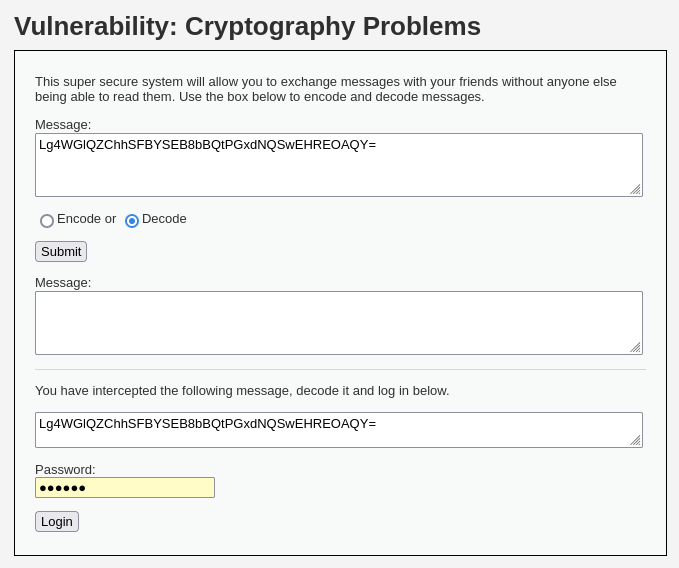 Vulnerability: Cryptography Problems
This super secure system will allow you to exchange messages with your friends without anyone else
being able to read them. Use the box below to encode and decode messages.
Message:
Lg4WGlQZChhSFBYSEB8bBQtPGxdNQSwEHREOAQY=
Encode or Decode
Submit
Message:
You have intercepted the following message, decode it and log in below.
Lg4WGlQZChhSFBYSEB8bBQtPGxdNQSwEHREOAQY=
Password:
●●●●●●
Login